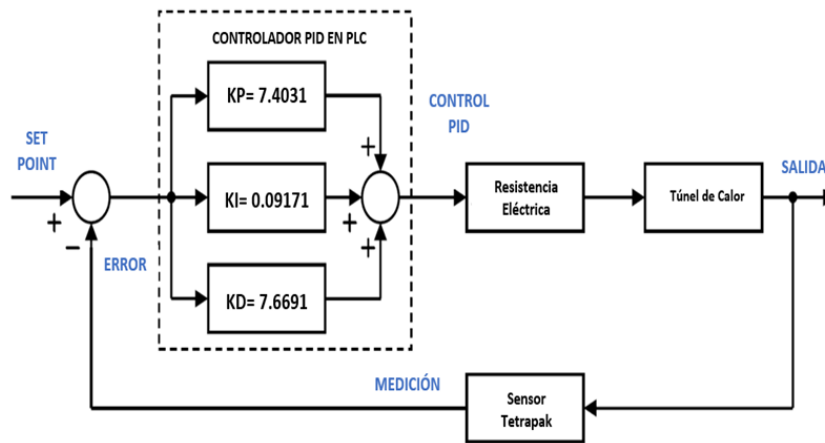 CONTROLADOR PID EN PLC
KP= 7.4031
CONTROL
PID
SET
POINT
+
SALIDA
KI= 0.09171
Resistencia
Eléctrica
Túnel de Calor
+
−
+
+
ERROR
KD= 7.6691
MEDICIÓN
Sensor
Tetrapak